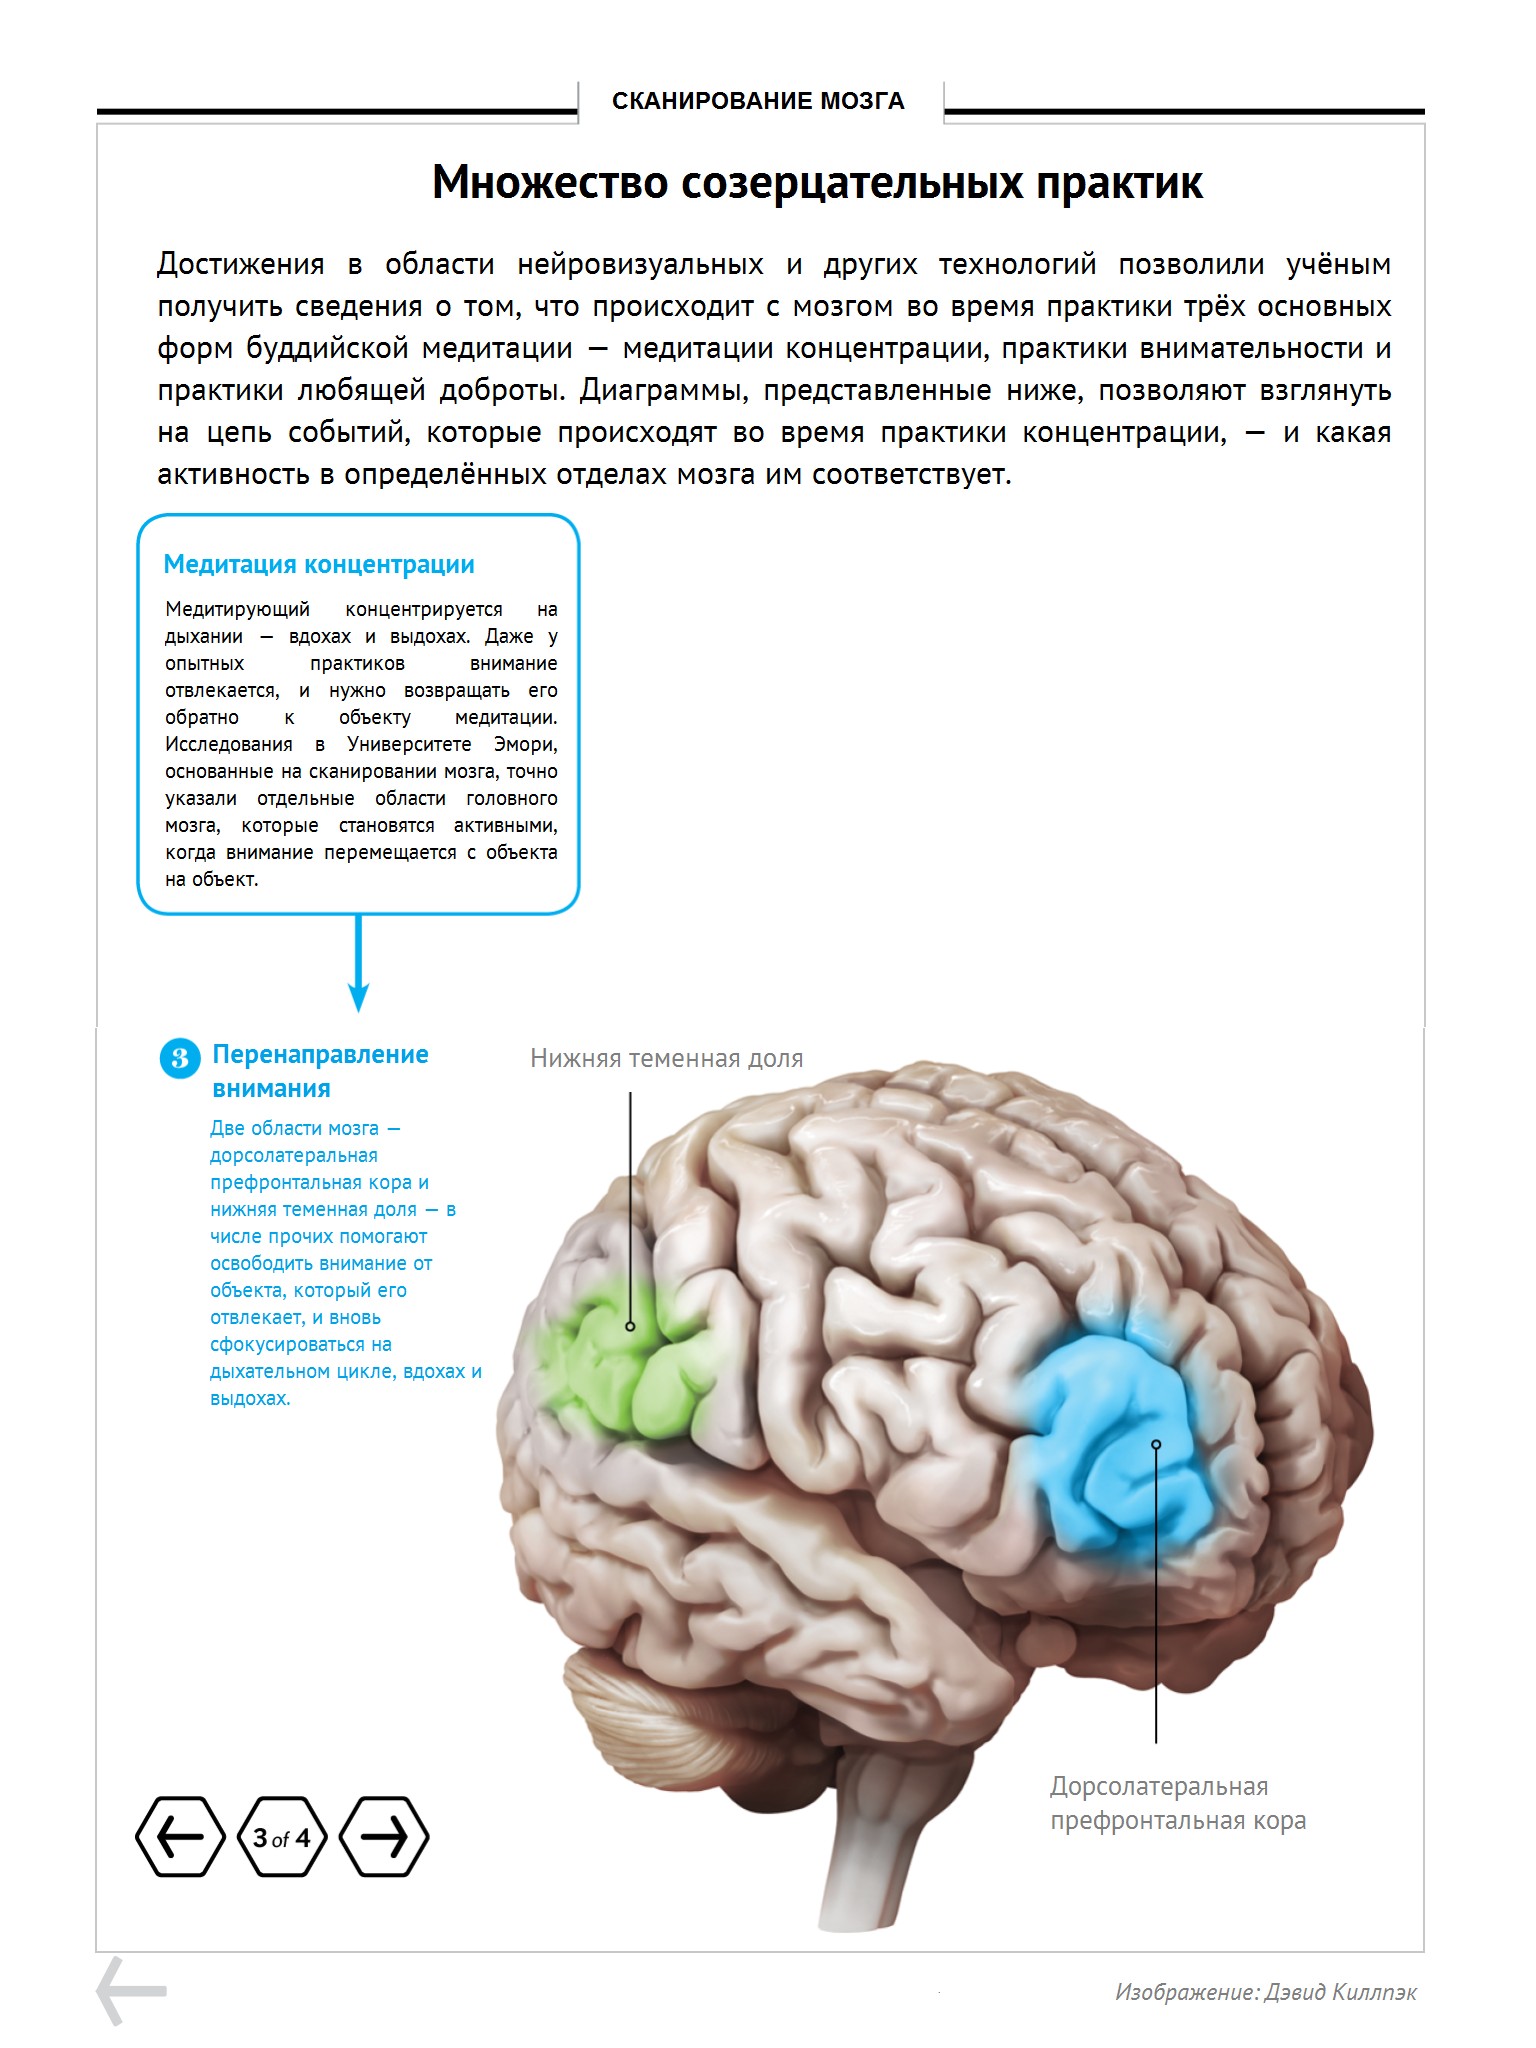 СКАНИРОВАНИЕ МОЗГА
Множество созерцательных практик
Достижения в области нейровизуальных и других технологий позволили учёным
получить сведения о том, что происходит с мозгом во время практики трёх основных
форм буддийской медитации — медитации концентрации, практики внимательности и
практики любящей доброты. Диаграммы, представленные ниже, позволяют взглянуть
на цепь событий, которые происходят во время практики концентрации, — и какая
активность в определённых отделах мозга им соответствует.
Медитация концентрации
Медитирующий концентрируется на
дыхании — вдохах и выдохах. Даже у
опытных практиков внимание
отвлекается, и нужно возвращать его
обратно к объекту медитации.
Исследования в Университете Эмори,
основанные на сканировании мозга, точно
указали отдельные области головного
мозга, которые становятся активными,
когда внимание перемещается с объекта
на объект.
3 Перенаправление
внимания
Две области мозга —
дорсолатеральная
префронтальная кора и
нижняя теменная доля — в
числе прочих помогают
освободить внимание от
объекта, который его
отвлекает, и вновь
сфокусироваться на
дыхательном цикле, вдохах и
выдохах.
Нижняя теменная доля
Дорсолатеральная
префронтальная кора
3 of 4
Изображение: Дэвид Киллпэк